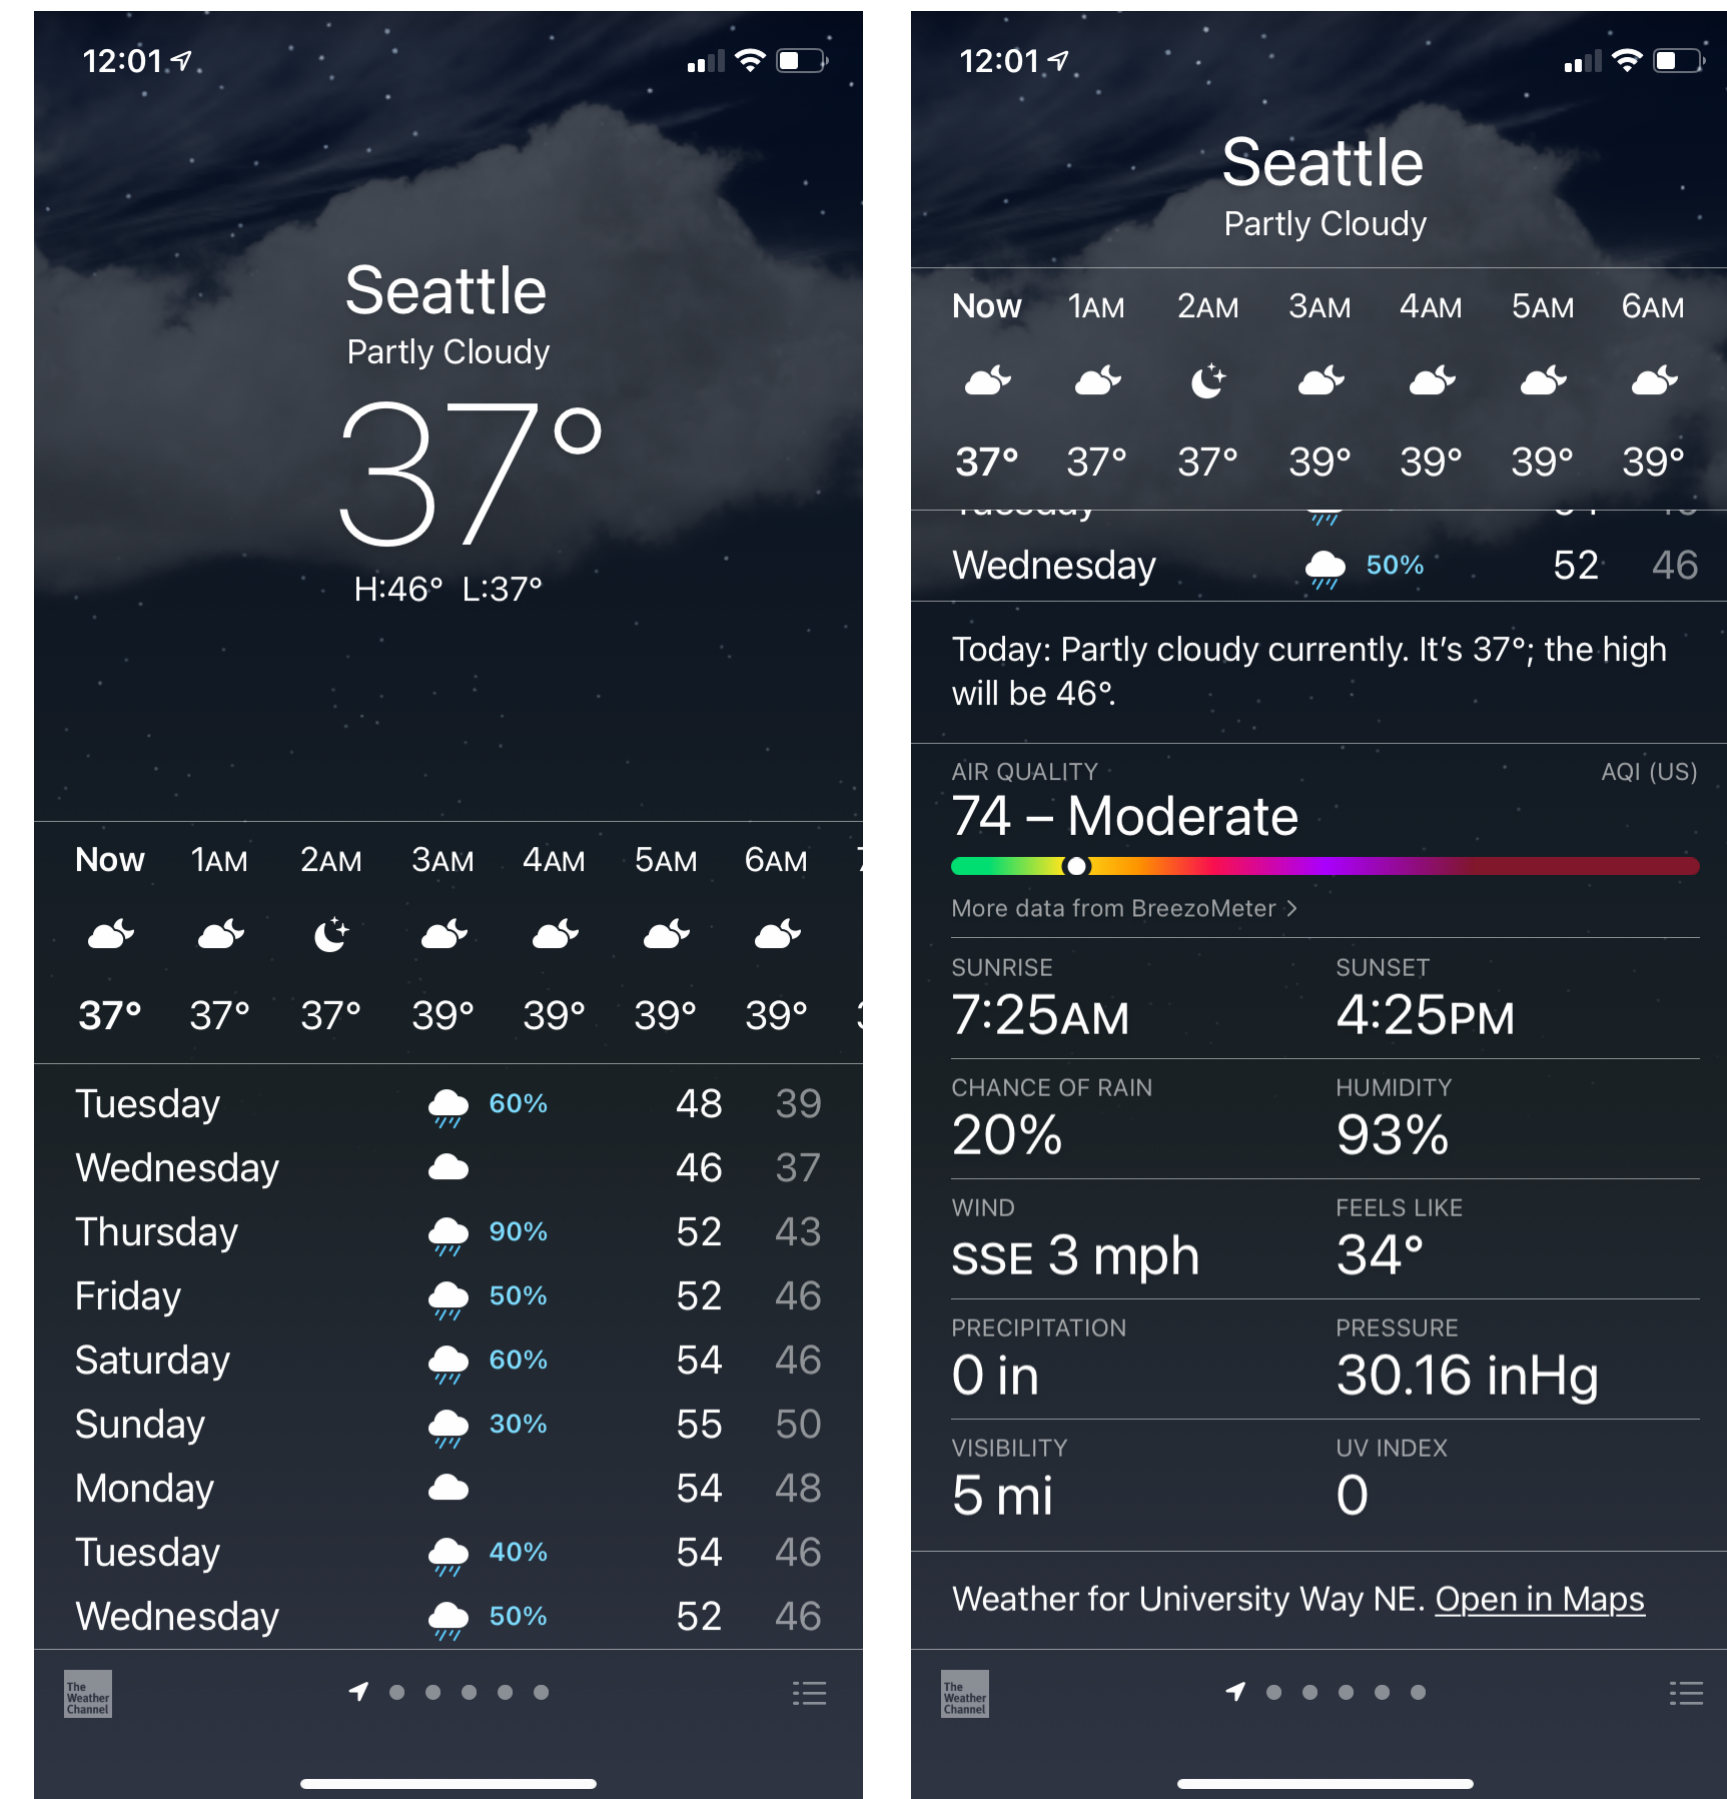 12:01
Seattle
Partly Cloudy
37°
H:46° L:37°
Now 1AM 2AM 3AM 4AM 5AM 6AM
37° 37° 37° 39° 39° 39° 39°
Tuesday 60% 48 39
Wednesday 46 37
Thursday 90% 52 43
Friday 50% 52 46
Saturday 60% 54 46
Sunday 30% 55 50
Monday 54 48
Tuesday 40% 54 46
Wednesday 50% 52 46
The
Weather
Channel
12:01
Seattle
Partly Cloudy
Now 1AM 2AM 3AM 4AM 5AM 6AM
37° 37° 37° 39° 39° 39° 39°
Wednesday 50% 52 46
Today: Partly cloudy currently. It’s 37°; the high
will be 46°.
AIR QUALITY AQI (US)
74 – Moderate
More data from BreezoMeter >
SUNRISE SUNSET
7:25AM 4:25PM
CHANCE OF RAIN HUMIDITY
20% 93%
WIND FEELS LIKE
SSE 3 mph 34°
PRECIPITATION PRESSURE
0 in 30.16 inHg
VISIBILITY UV INDEX
5 mi 0
Weather for University Way NE. Open in Maps
The
Weather
Channel